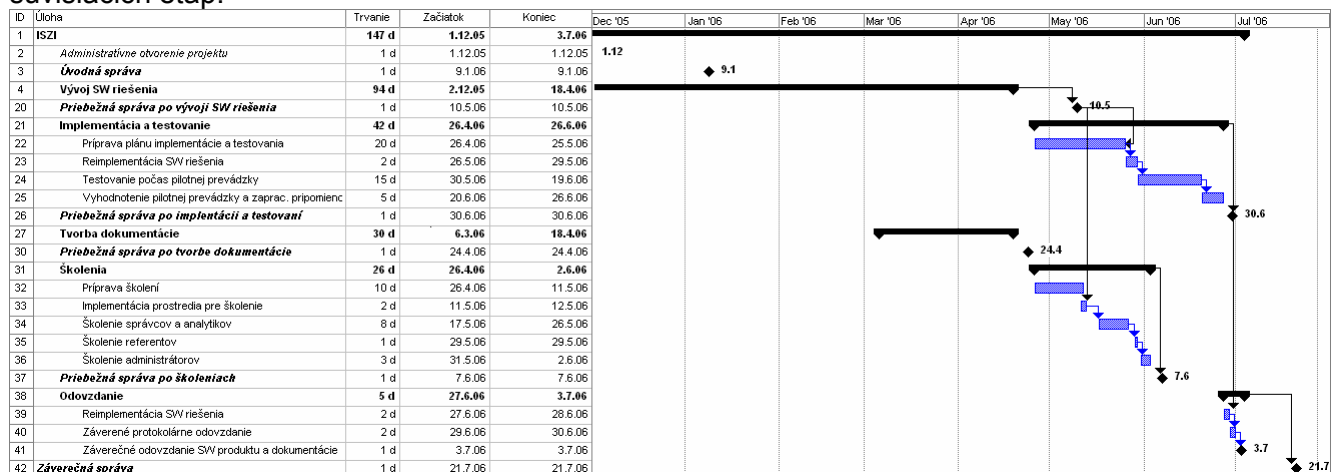 súvisiacich etáp.
ID Úloha Trvanie Začiatok Koniec Dec '05 Jan '06 Feb '06 Mar '06 Apr '06 May '06 Jun '06 Jul '06
1 ISZI 147 d 1.12.05 3.7.06
2 Administratívne otvorenie projektu 1 d 1.12.05 1.12.05 1.12
3 Úvodná správa 1 d 9.1.06 9.1.06 9.1
4 Vývoj SW riešenia 94 d 2.12.05 18.4.06
20 Priebežná správa po vývoji SW riešenia 1 d 10.5.06 10.5.06 10.5
21 Implementácia a testovanie 42 d 26.4.06 26.6.06
22 Príprava plánu implementácie a testovania 20 d 26.4.06 25.5.06
23 Reimplementácia SW riešenia 2 d 26.5.06 29.5.06
24 Testovanie počas pilotnej prevádzky 15 d 30.5.06 19.6.06
25 Vyhodnotenie pilotnej prevádzky a zaprac. pripomienc 5 d 20.6.06 26.6.06
26 Priebežná správa po implentácii a testovaní 1 d 30.6.06 30.6.06 30.6
27 Tvorba dokumentácie 30 d 6.3.06 18.4.06
30 Priebežná správa po tvorbe dokumentácie 1 d 24.4.06 24.4.06 24.4
31 Školenia 26 d 26.4.06 2.6.06
32 Príprava školení 10 d 26.4.06 11.5.06
33 Implementácia prostredia pre školenie 2 d 11.5.06 12.5.06
34 Školenie správcov a analytikov 8 d 17.5.06 26.5.06
35 Školenie referentov 1 d 29.5.06 29.5.06
36 Školenie administrátorov 3 d 31.5.06 2.6.06
37 Priebežná správa po školeniach 1 d 7.6.06 7.6.06 7.6
38 Odovzdanie 5 d 27.6.06 3.7.06
39 Reimplementácia SW riešenia 2 d 27.6.06 28.6.06
40 Záverené protokolárne odovzdanie 2 d 29.6.06 30.6.06
41 Záverečné odovzdanie SW produktu a dokumentácie 1 d 3.7.06 3.7.06 3.7
42 Záverečná správa 1 d 21.7.06 21.7.06 21.7